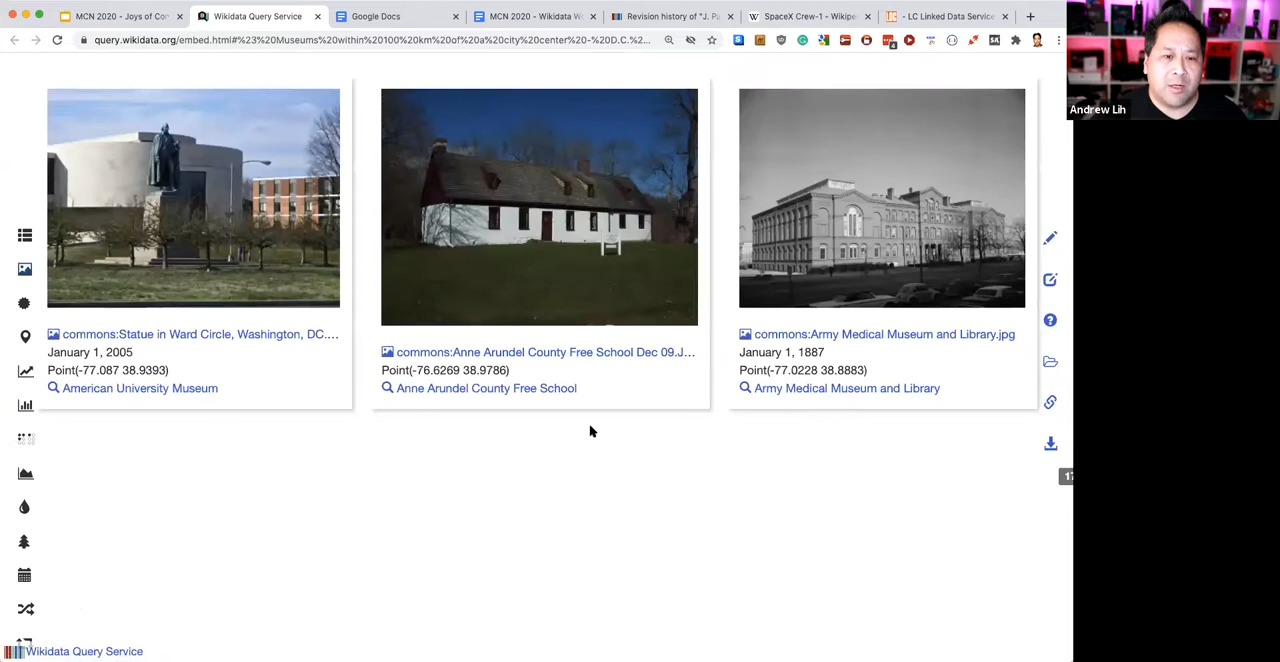 MCN 2020 - Joys of Con
Wikidata Query Service
Google Docs
MCN 2020 - Wikidata Wo
Revision history of "J. Pa
SpaceX Crew-1 - Wikipe
- LC Linked Data Service
query.wikidata.org/embed.html#%23%20Museums%20within%20100%20km%20of%20a%20city%20center%20-%20D.C.%2...
4
Andrew Lih
commons:Statue in Ward Circle, Washington, DC....
January 1, 2005
Point(-77.087 38.9393)
American University Museum
commons:Anne Arundel County Free School Dec 09.J...
Point(-76.6269 38.9786)
Anne Arundel County Free School
commons:Army Medical Museum and Library.jpg
January 1, 1887
Point(-77.0228 38.8883)
Army Medical Museum and Library
Wikidata Query Service